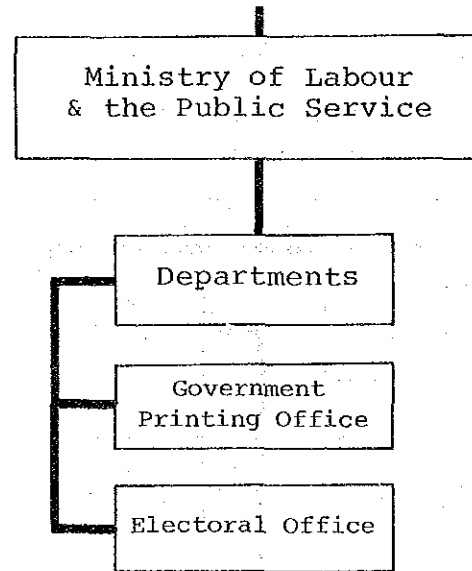 Ministry of Labour
& the Public Service
Departments
Government
Printing Office
Electoral Office